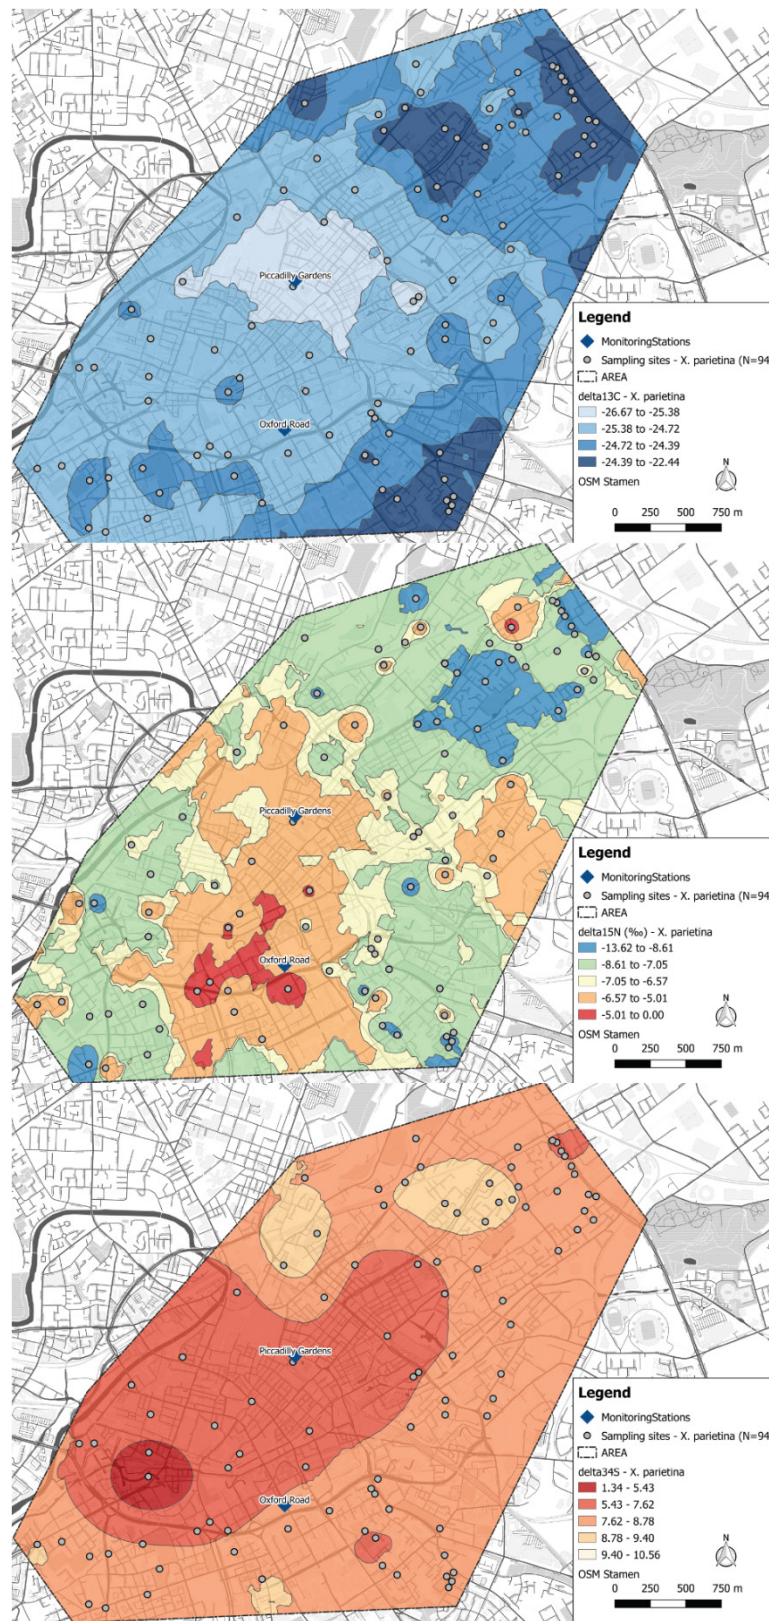 Piccadilly Gardens
Oxford Road
Legend
MonitoringStations
Sampling sites - X. parietina (N=94
AREA
delta13C - X. parietina
-26.67 to -25.38
-25.38 to -24.72
-24.72 to -24.39
-24.39 to -22.44
OSM Stamen
N
0 250 500 750 m
Piccadilly Gardens
Oxford Road
Legend
MonitoringStations
Sampling sites - X. parietina (N=94
AREA
delta15N (‰) - X. parietina
-13.62 to -8.61
-8.61 to -7.05
-7.05 to -6.57
-6.57 to -5.01
-5.01 to 0.00
OSM Stamen
N
0 250 500 750 m
Piccadilly Gardens
Oxford Road
Legend
MonitoringStations
Sampling sites - X. parietina (N=94
AREA
delta34S - X. parietina
1.34 - 5.43
5.43 - 7.62
7.62 - 8.78
8.78 - 9.40
9.40 - 10.56
OSM Stamen
N
0 250 500 750 m